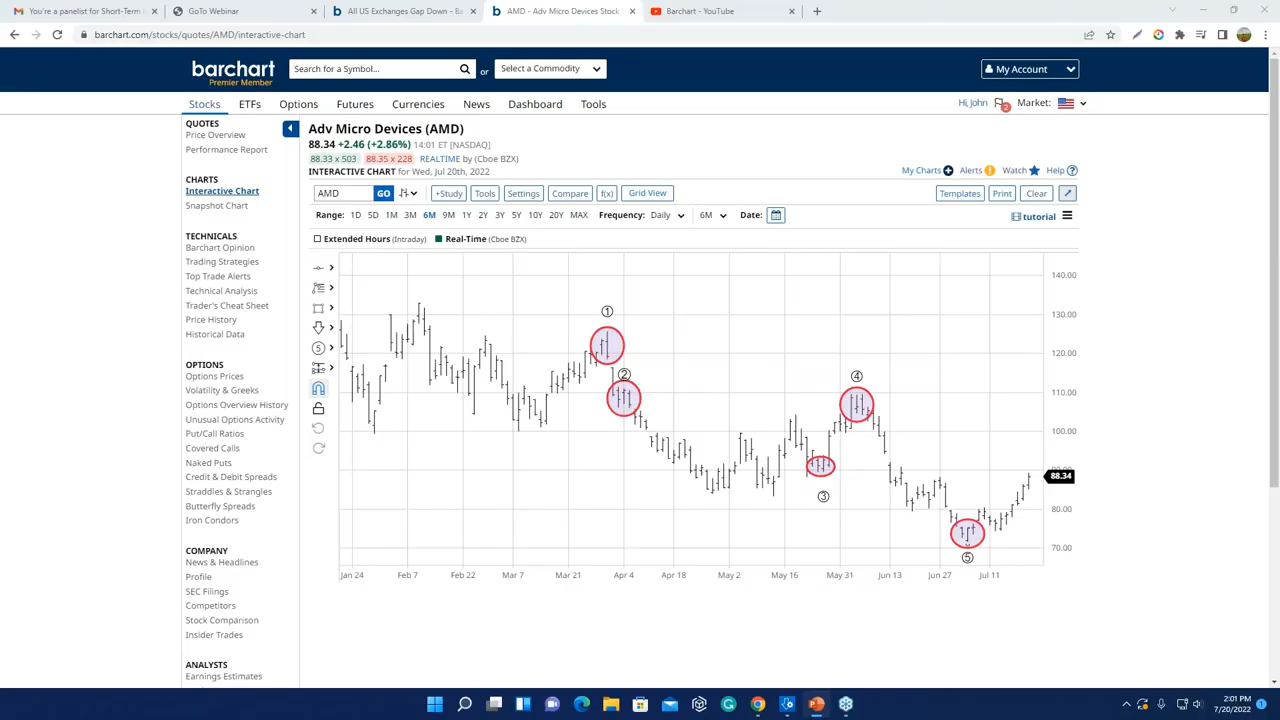 You're a panelist for Short-Term
GoTo Webinar
All US Exchanges Gap Down - Ba
AMD - Adv Micro Devices Stock
Barchart - YouTube
barchart.com/stocks/quotes/AMD/interactive-chart
barchart
Premier Member
Search for a Symbol...
or
Select a Commodity
My Account
Stocks
ETFs
Options
Futures
Currencies
News
Dashboard
Tools
Hi, John
2
Market:
QUOTES
Price Overview
Performance Report
CHARTS
Interactive Chart
Snapshot Chart
TECHNICALS
Barchart Opinion
Trading Strategies
Top Trade Alerts
Technical Analysis
Trader's Cheat Sheet
Price History
Historical Data
OPTIONS
Options Prices
Volatility & Greeks
Options Overview History
Unusual Options Activity
Put/Call Ratios
Covered Calls
Naked Puts
Credit & Debit Spreads
Straddles & Strangles
Butterfly Spreads
Iron Condors
COMPANY
News & Headlines
Profile
SEC Filings
Competitors
Stock Comparison
Insider Trades
ANALYSTS
Earnings Estimates
Adv Micro Devices (AMD)
88.34 +2.46 (+2.86%) 14:01 ET [NASDAQ]
88.33 x 503 88.35 x 228 REALTIME by (Cboe BZX)
INTERACTIVE CHART for Wed, Jul 20th, 2022
My Charts Alerts Watch Help
AMD GO +Study Tools Settings Compare f(x) Grid View
Templates Print Clear
Range: 1D 5D 1M 3M 6M 9M 1Y 2Y 3Y 5Y 10Y 20Y MAX Frequency: Daily 6M Date:
tutorial
Extended Hours (Intraday) Real-Time (Cboe BZX)
5
1
2
3
4
5
140.00
130.00
120.00
110.00
100.00
88.34
80.00
70.00
Jan 24 Feb 7 Feb 22 Mar 7 Mar 21 Apr 4 Apr 18 May 2 May 16 May 31 Jun 13 Jun 27 Jul 11
2:01 PM
7/20/2022